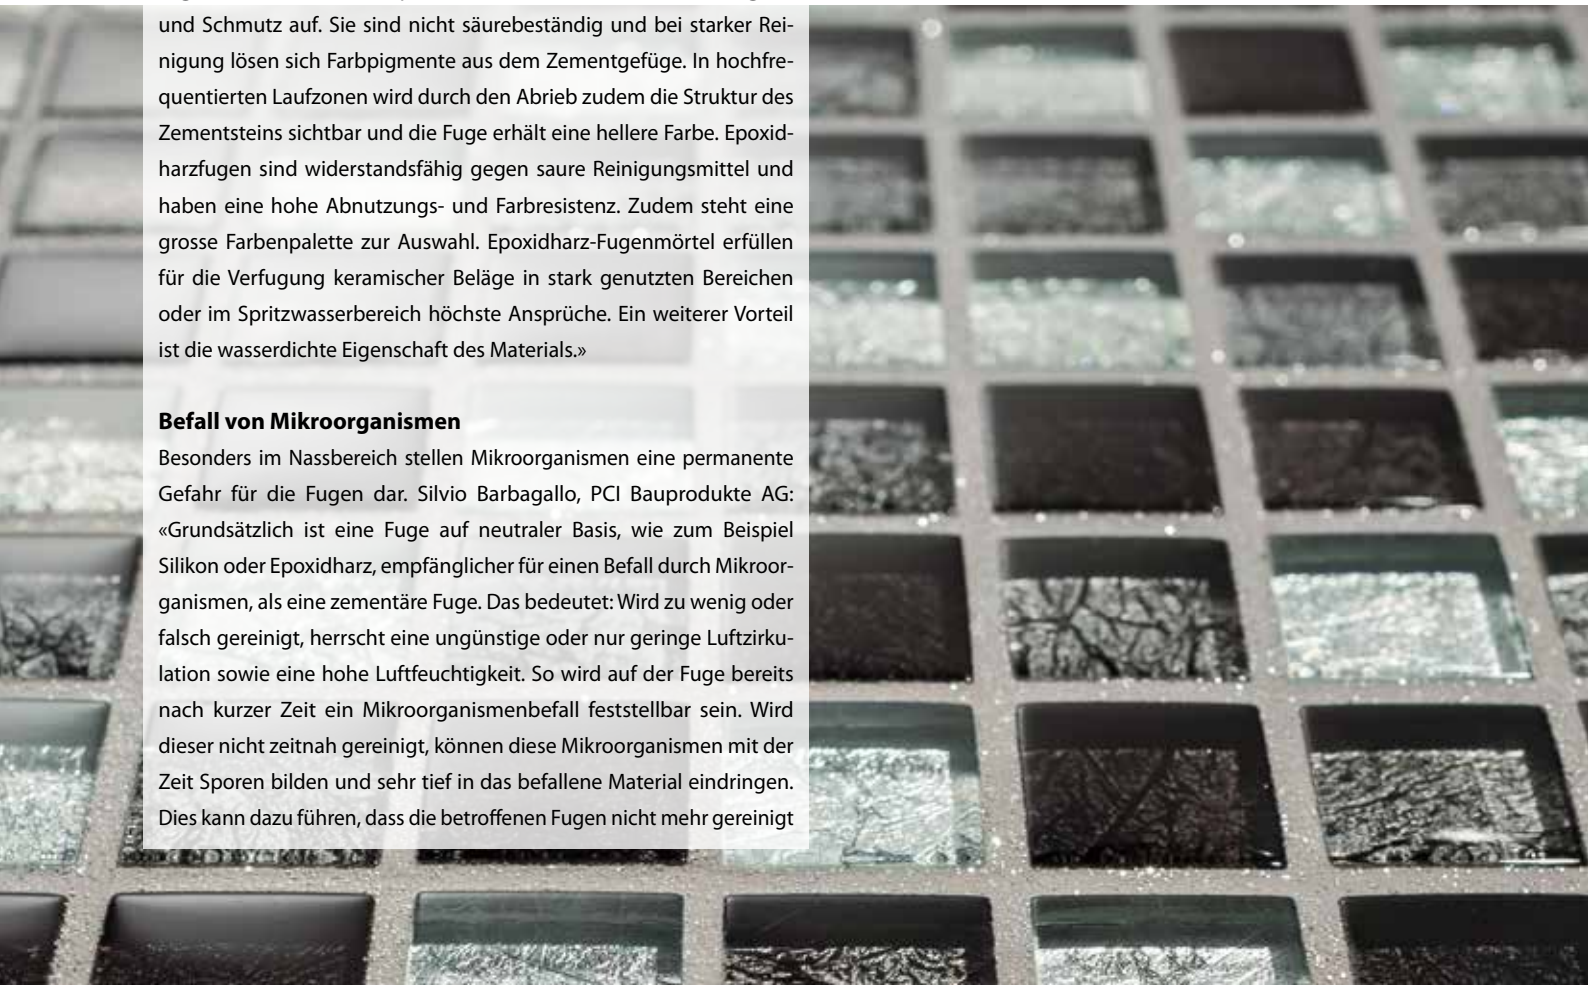 und Schmutz auf. Sie sind nicht säurebeständig und bei starker Rei-
nigung lösen sich Farbpigmente aus dem Zementgefüge. In hochfre-
quentierten Laufzonen wird durch den Abrieb zudem die Struktur des
Zementsteins sichtbar und die Fuge erhält eine hellere Farbe. Epoxid-
harzfugen sind widerstandsfähig gegen saure Reinigungsmittel und
haben eine hohe Abnutzungs- und Farbresistenz. Zudem steht eine
grosse Farbenpalette zur Auswahl. Epoxidharz-Fugenmörtel erfüllen
für die Verfugung keramischer Beläge in stark genutzten Bereichen
oder im Spritzwasserbereich höchste Ansprüche. Ein weiterer Vorteil
ist die wasserdichte Eigenschaft des Materials.»
Befall von Mikroorganismen
Besonders im Nassbereich stellen Mikroorganismen eine permanente
Gefahr für die Fugen dar. Silvio Barbagallo, PCI Bauprodukte AG:
«Grundsätzlich ist eine Fuge auf neutraler Basis, wie zum Beispiel
Silikon oder Epoxidharz, empfänglicher für einen Befall durch Mikroor-
ganismen, als eine zementäre Fuge. Das bedeutet: Wird zu wenig oder
falsch gereinigt, herrscht eine ungünstige oder nur geringe Luftzirku-
lation sowie eine hohe Luftfeuchtigkeit. So wird auf der Fuge bereits
nach kurzer Zeit ein Mikroorganismenbefall feststellbar sein. Wird
dieser nicht zeitnah gereinigt, können diese Mikroorganismen mit der
Zeit Sporen bilden und sehr tief in das befallene Material eindringen.
Dies kann dazu führen, dass die betroffenen Fugen nicht mehr gereinigt